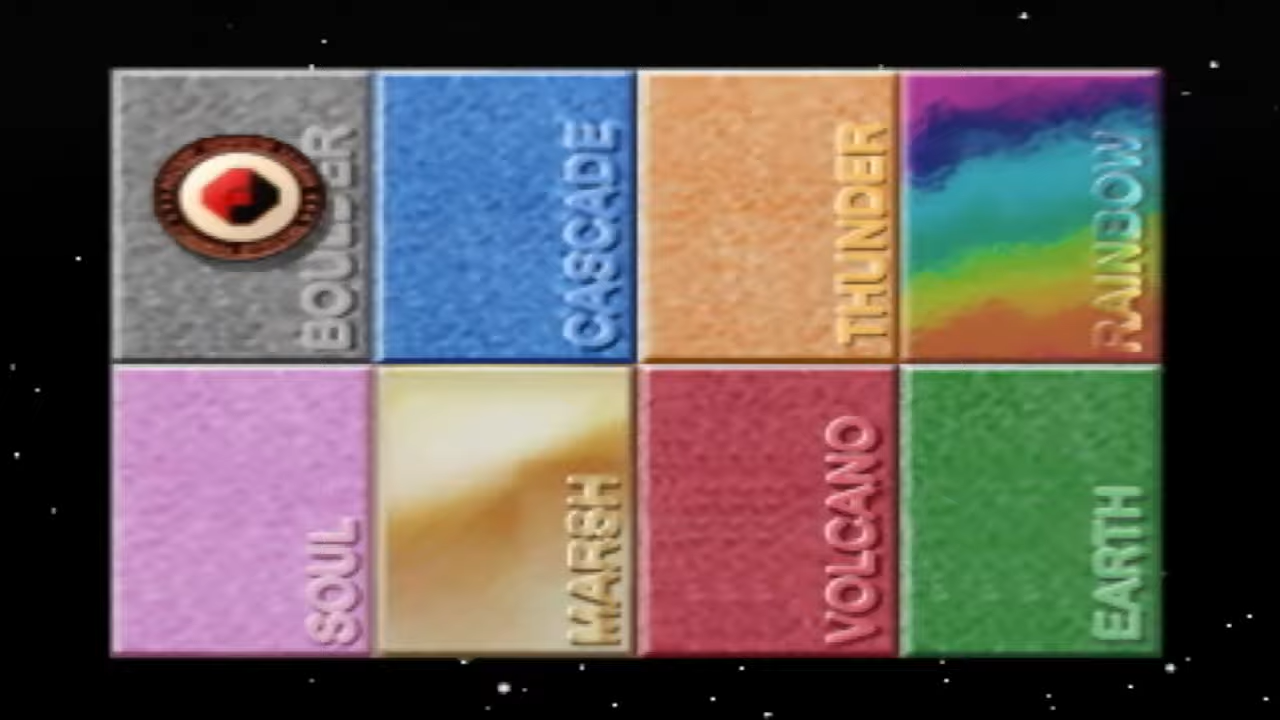 BOULDER
CASCADE
THUNDER
RAINBOW
SOUL
MARSH
VOLCANO
EARTH